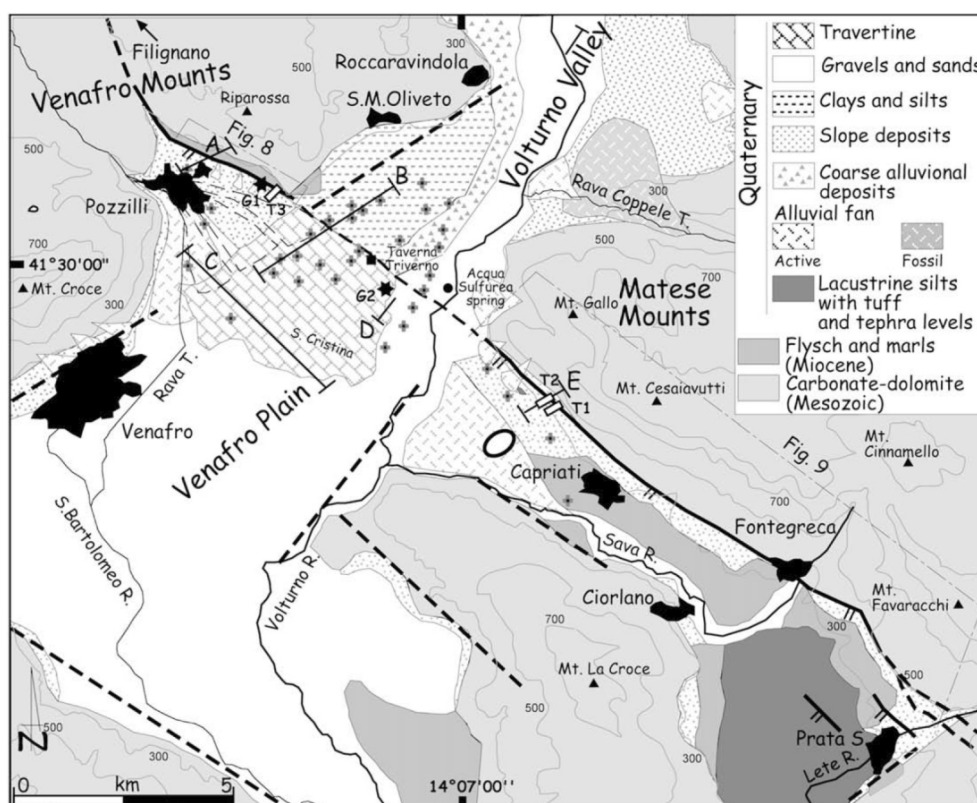 Filignano
Venafro Mounts
500
Roccaravindola
300
Riparossa
S.M.Oliveto
Fig. 8
A
500
Pozzilli
G1
T3
B
Volturno Valley
Rava Coppele T.
300
700
C
Taverna
Triverno
500
41°30'00"
Mt. Croce
300
G2
Acqua
Sulfurea
spring
700
Mt. Gallo
Matese
Mounts
D
S. Cristina
Rava T.
Venafro
Venafro Plain
T2
E
T1
Mt. Cesaiavutti
Fig. 9
Mt.
Cinnamello
Capriati
700
Fontegreca
S.Bartolomeo R.
Volturno R.
Sava R.
Ciorlano
Mt.
Favaracchi
300
700
Mt. La Croce
500
500
Prata S
Lete R.
300
500
300
N
500
0
km
5
14°07'00''
Quaternary
Travertine
Gravels and sands
Clays and silts
Slope deposits
Coarse alluvional
deposits
Alluvial fan
Active
Fossil
Lacustrine silts
with tuff
and tephra levels
Flysch and marls
(Miocene)
Carbonate-dolomite
(Mesozoic)